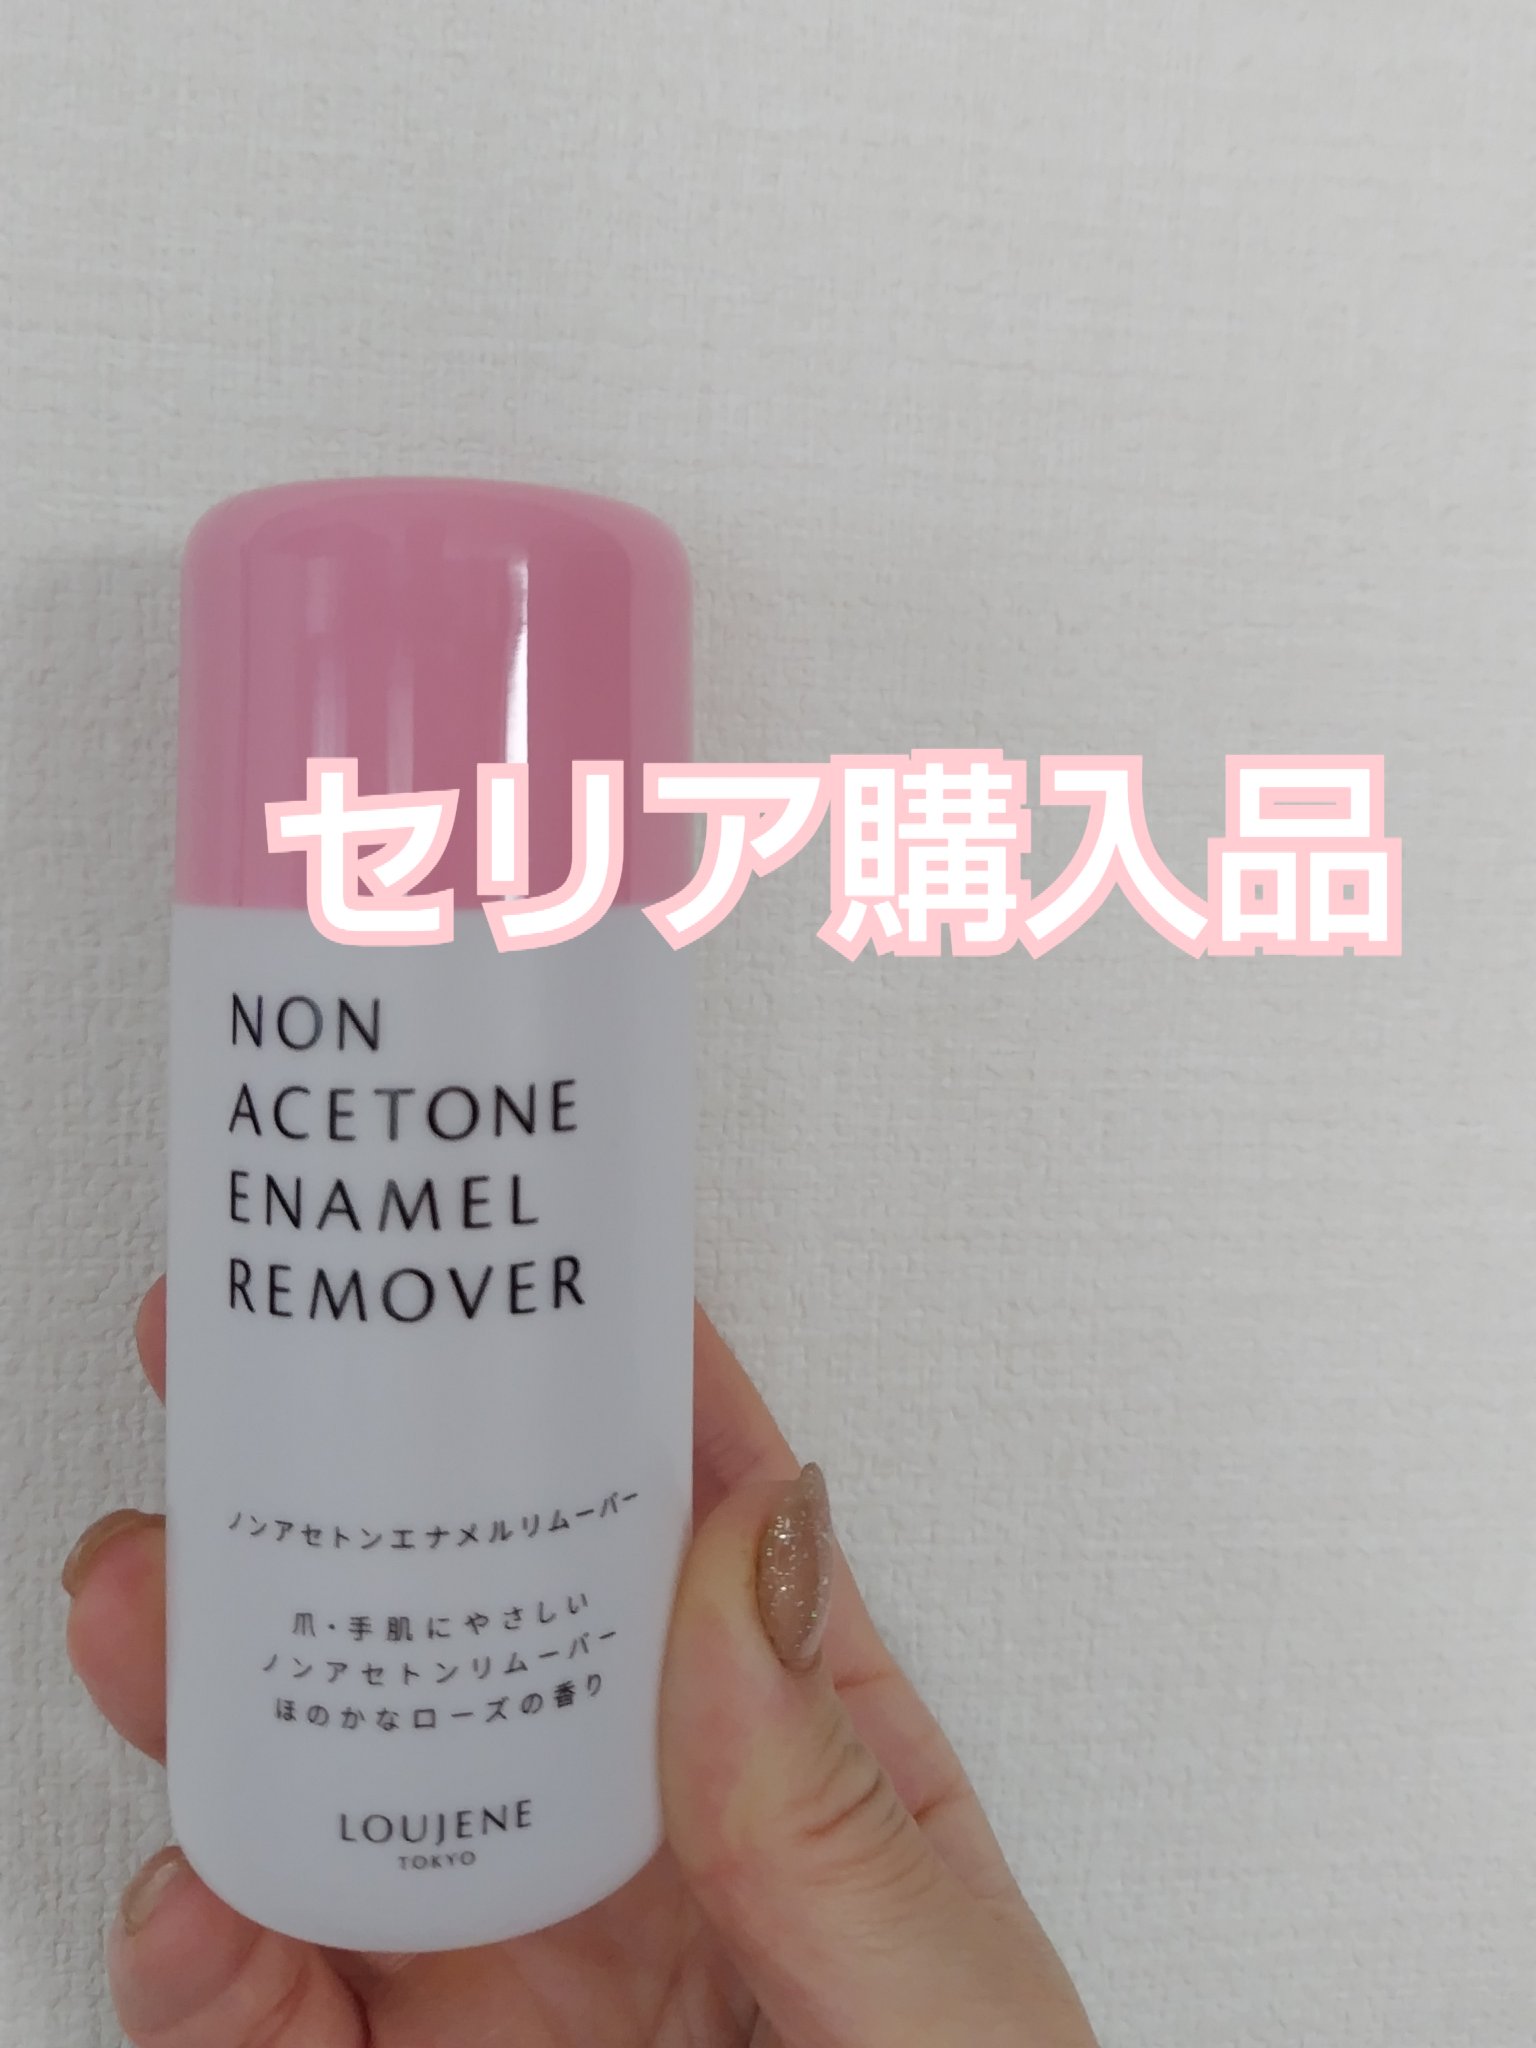 セリア購入品
NON
ACETONE
ENAMEL
REMOVER
ノンアセトンエナメルリムーバー
爪・手肌にやさしい
ノンアセトンリムーバー
ほのかなローズの香り
LOUJENE
TOKYO